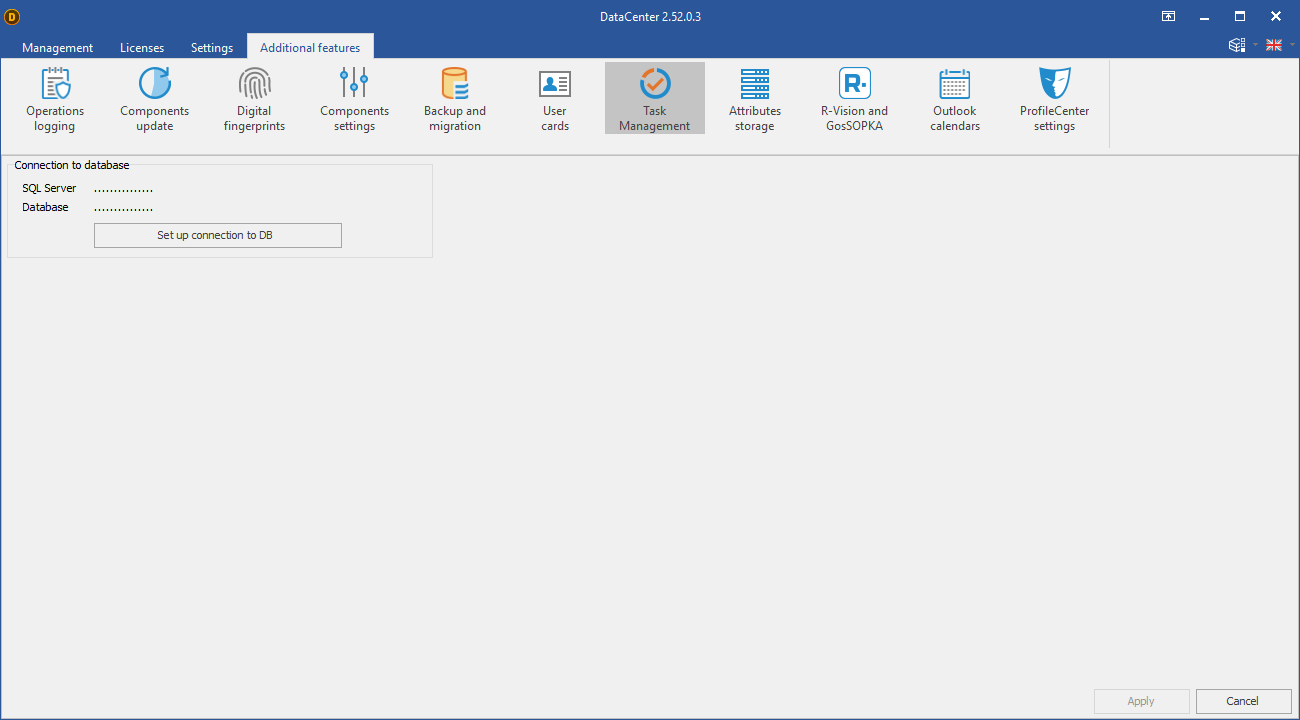 D
DataCenter 2.52.0.3
Management Licenses Settings Additional features
Operations logging
Components update
Digital fingerprints
Components settings
Backup and migration
User cards
Task Management
Attributes storage
R-Vision and GosSOPKA
Outlook calendars
ProfileCenter settings
R
Connection to database
SQL Server ...............
Database ...............
Set up connection to DB
Apply Cancel